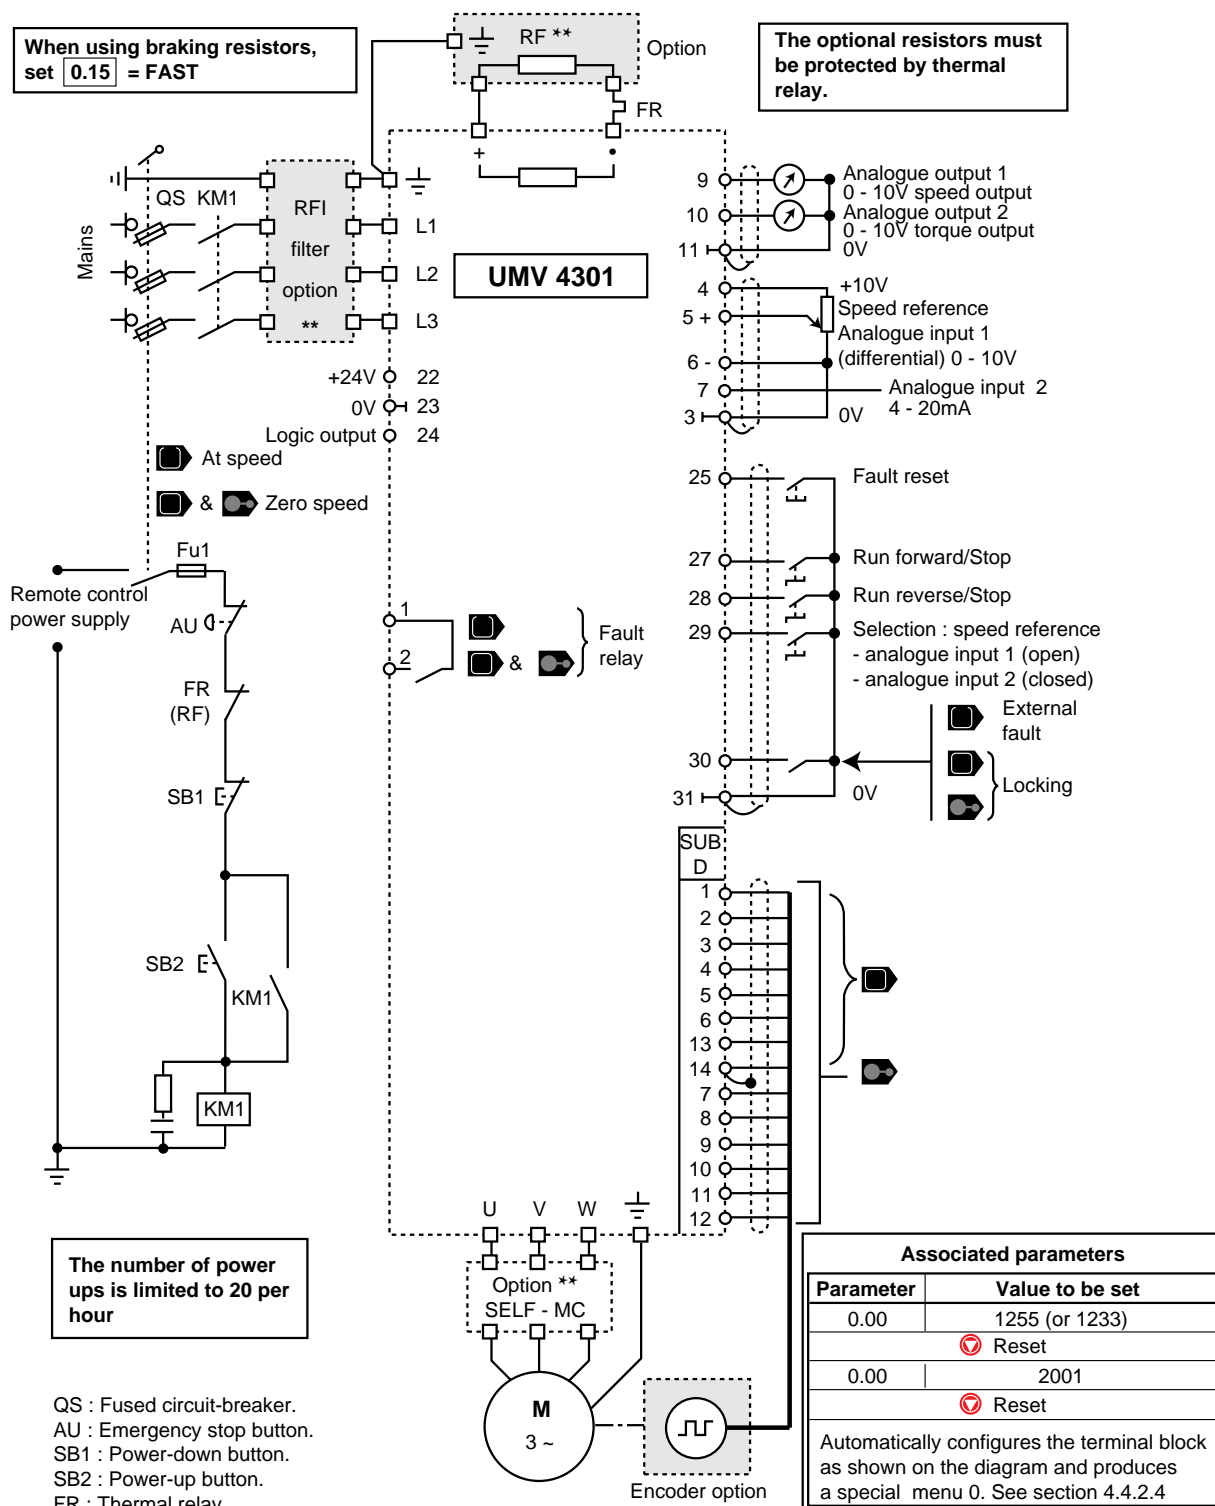 When using braking resistors,
set 0.15 = FAST
RF **
Option
FR
The optional resistors must
be protected by thermal
relay.
+
QS KM1
Mains
RFI
filter
option
**
L1
L2
L3
UMV 4301
+24V 22
0V 23
Logic output 24
At speed
& Zero speed
9
10
11
Analogue output 1
0 - 10V speed output
Analogue output 2
0 - 10V torque output
0V
4
5 +
6 -
7
3
+10V
Speed reference
Analogue input 1
(differential) 0 - 10V
Analogue input 2
4 - 20mA
0V
25 Fault reset
27 Run forward/Stop
28 Run reverse/Stop
29 Selection : speed reference
- analogue input 1 (open)
- analogue input 2 (closed)
External
fault
30
31
0V
Locking
Fu1
Remote control
power supply
AU
FR
(RF)
SB1
SB2
KM1
KM1
1
2
&
Fault
relay
SUB
D
1
2
3
4
5
6
13
14
7
8
9
10
11
12
U V W
Option **
SELF - MC
M
3 ~
Encoder option
The number of power
ups is limited to 20 per
hour
QS : Fused circuit-breaker.
AU : Emergency stop button.
SB1 : Power-down button.
SB2 : Power-up button.
FR : Thermal relay
Associated parameters
Parameter Value to be set
0.00 1255 (or 1233)
Reset
0.00 2001
Reset
Automatically configures the terminal block
as shown on the diagram and produces
a special menu 0. See section 4.4.2.4